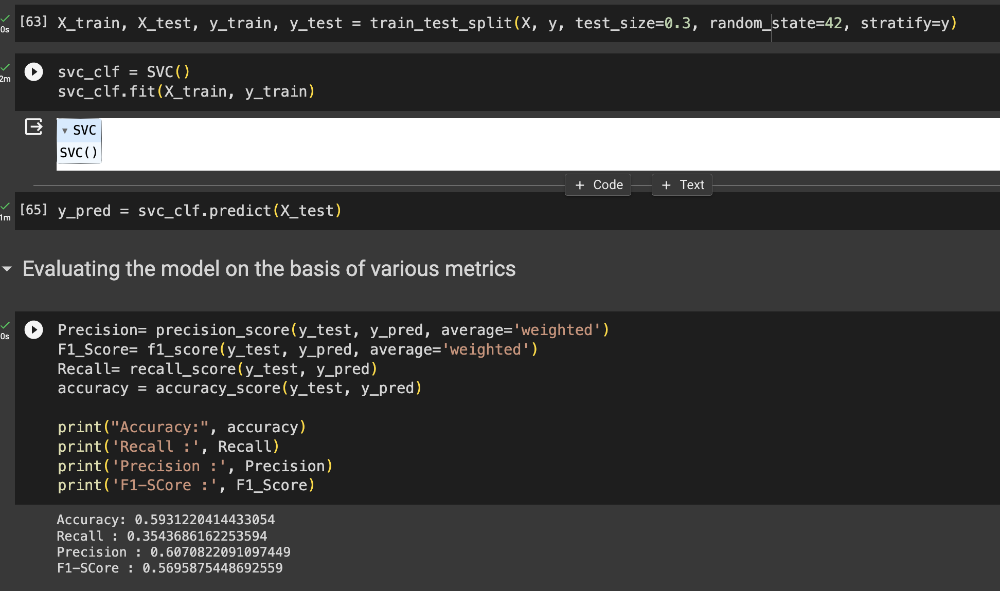 [63] X_train, X_test, y_train, y_test = train_test_split(X, y, test_size=0.3, random_state=42, stratify=y)
0s
svc_clf = SVC()
2m
svc_clf.fit(X_train, y_train)
SVC
SVC()
+ Code + Text
[65] y_pred = svc_clf.predict(X_test)
1m
Evaluating the model on the basis of various metrics
Precision= precision_score(y_test, y_pred, average='weighted')
0s
F1_Score= f1_score(y_test, y_pred, average='weighted')
Recall= recall_score(y_test, y_pred)
accuracy = accuracy_score(y_test, y_pred)
print("Accuracy:", accuracy)
print('Recall :', Recall)
print('Precision :', Precision)
print('F1-SCore :', F1_Score)
Accuracy: 0.5931220414433054
Recall : 0.3543686162253594
Precision : 0.6070822091097449
F1-SCore : 0.5695875448692559